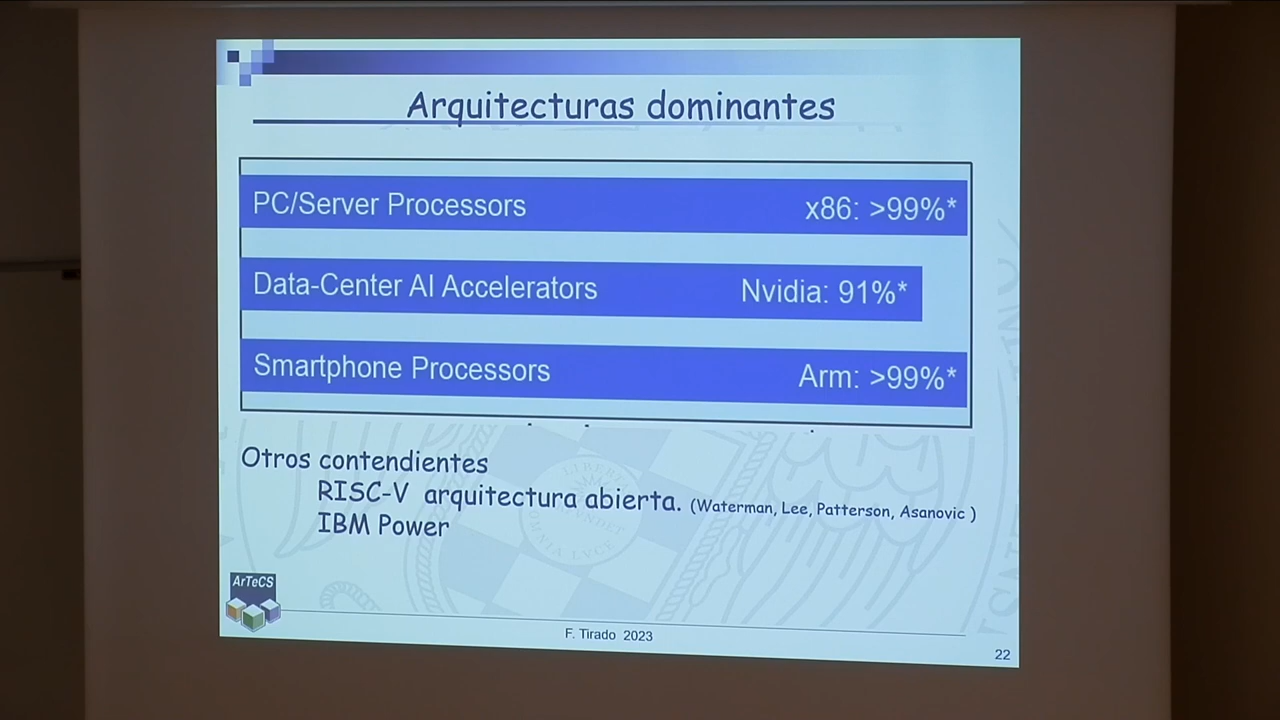 Arquitecturas dominantes
PC/Server Processors x86: >99%*
Data-Center AI Accelerators Nvidia: 91%*
Smartphone Processors Arm: >99%*
Otros contendientes
RISC-V arquitectura abierta. (Waterman, Lee, Patterson, Asanovic )
IBM Power
ArTeCS
F. Tirado 2023
22